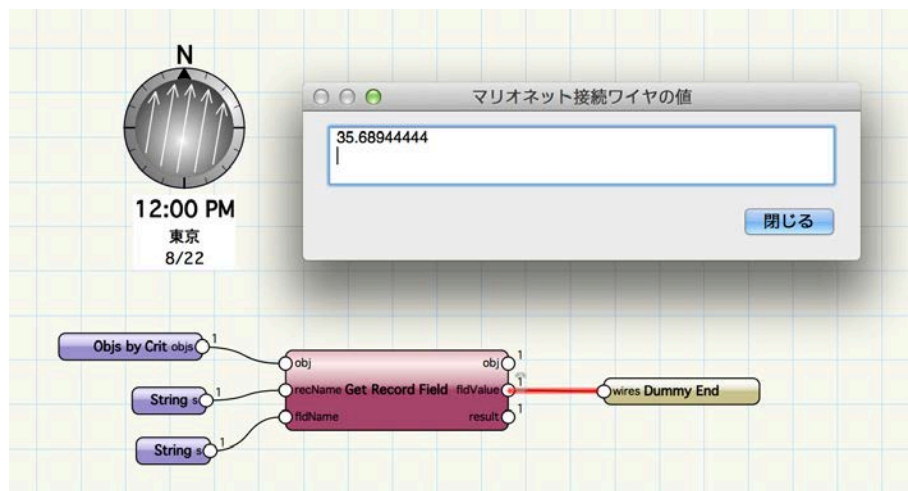 N
マリオネット接続ワイヤの値
35.68944444
閉じる
12:00 PM
東京
8/22
Objs by Crit objs 1
String s 1
String s 1
obj obj 1
recName Get Record Field fldValue 1
fldName result 1
wires Dummy End